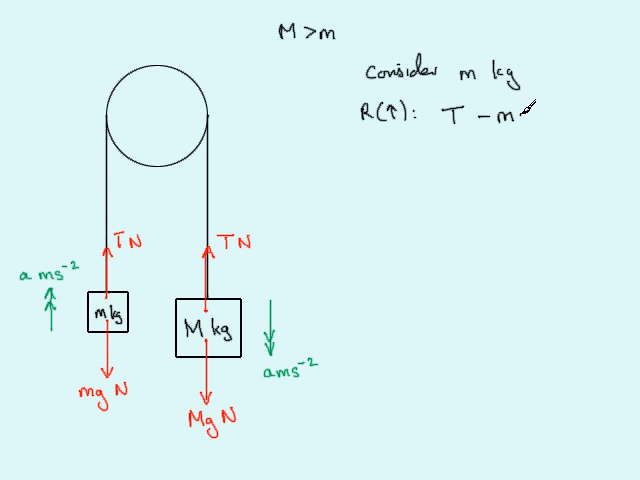 M > m
Consider m kg
R(↑): T - m
T N
T N
a ms⁻²
m kg
M kg
a ms⁻²
mg N
Mg N